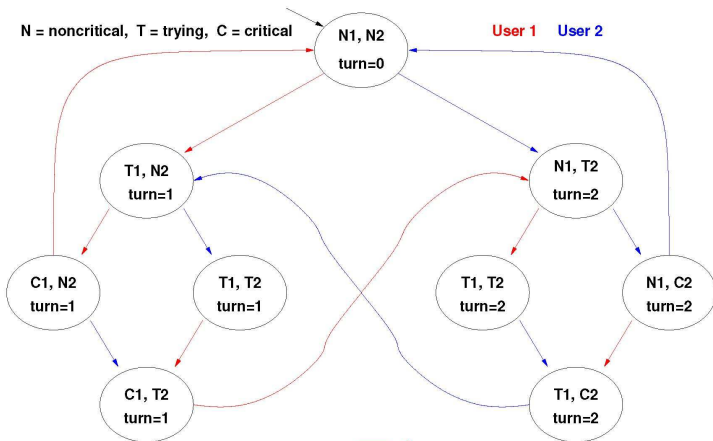 N = noncritical, T = trying, C = critical
User 1 User 2
N1, N2
turn=0
T1, N2
turn=1
N1, T2
turn=2
C1, N2
turn=1
T1, T2
turn=1
T1, T2
turn=2
N1, C2
turn=2
C1, T2
turn=1
T1, C2
turn=2